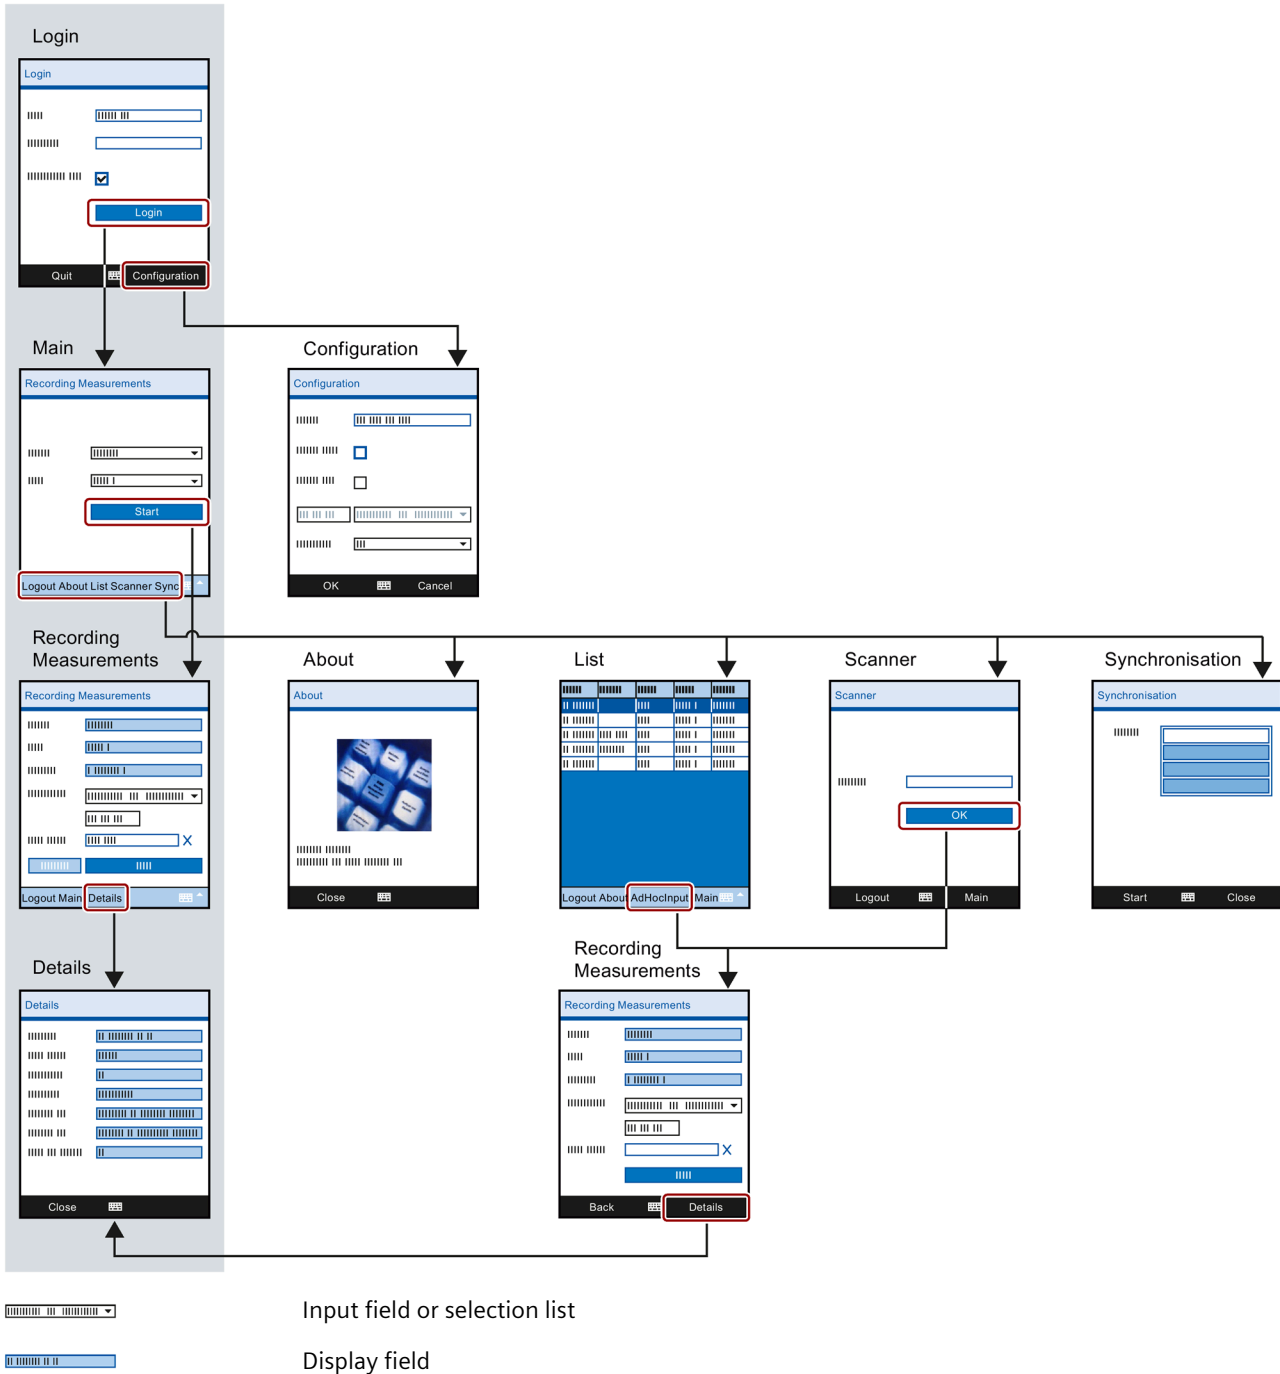 Login
Login
Login
Quit
Configuration
Main
Recording Measurements
Start
Logout About List Scanner Sync
Configuration
Configuration
OK
Cancel
Recording
Measurements
Recording Measurements
Logout Main Details
About
About
Close
List
Logout About AdHocInput Main
Scanner
Scanner
OK
Logout
Main
Synchronisation
Synchronisation
Start
Close
Details
Details
Close
Recording
Measurements
Recording Measurements
Back
Details
Input field or selection list
Display field